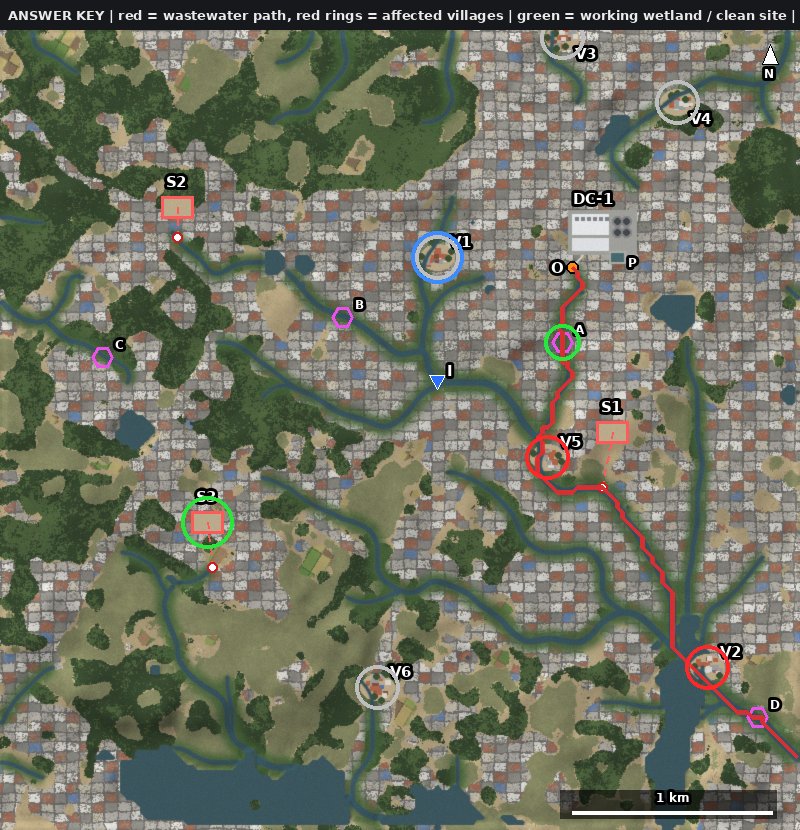 ANSWER KEY | red = wastewater path, red rings = affected villages | green = working wetland / clean site |
V3
N
V4
S2
DC-1
V1
P
O
B
A
C
I
S1
V5
V2
V6
D
1 km